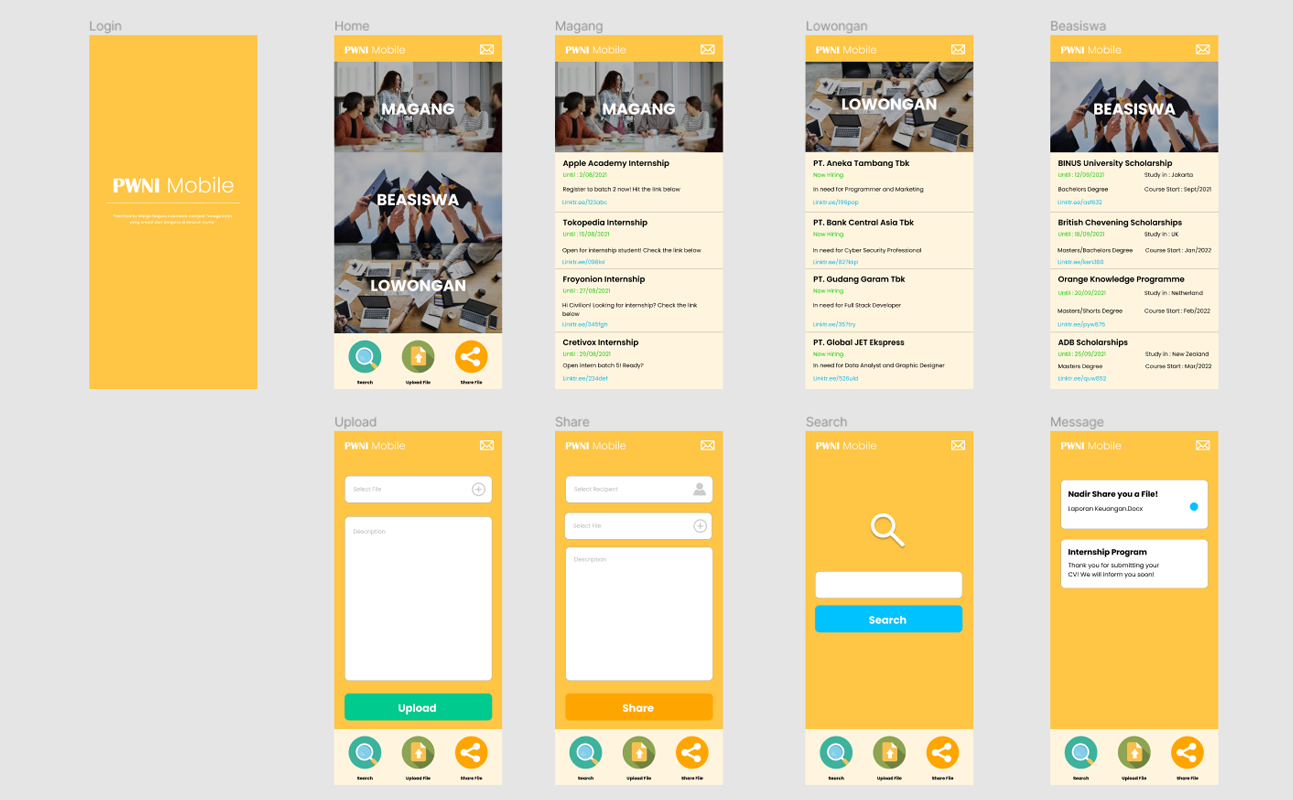 Login
PWNI Mobile
Home
PWNI Mobile
MAGANG
BEASISWA
LOWONGAN
Search
Upload File
Share File
Magang
PWNI Mobile
MAGANG
Apple Academy Internship
Until : 2/08/2021
Register to batch 2 now! Hit the link below
Linktr.ee/123abc
Tokopedia Internship
Until : 15/08/2021
Open for internship student! Check the link below
Linktr.ee/096kir
Froyonion Internship
Until : 27/08/2021
Hi Civilion! Looking for internship? Check the link
below
Linktr.ee/345fgh
Cretivox Internship
Until : 29/08/2021
Open intern batch 5! Ready?
Linktr.ee/234def
Lowongan
PWNI Mobile
LOWONGAN
PT. Aneka Tambang Tbk
Now Hiring
In need for Programmer and Marketing
Linktr.ee/196pop
PT. Bank Central Asia Tbk
Now Hiring
In need for Cyber Security Professional
Linktr.ee/827kkp
PT. Gudang Garam Tbk
Now Hiring
In need for Full Stack Developer
Linktr.ee/357try
PT. Global JET Ekspress
Now Hiring
In need for Data Analyst and Graphic Designer
Linktr.ee/526uld
Beasiswa
PWNI Mobile
BEASISWA
BINUS University Scholarship
Until : 12/09/2021 Study in : Jakarta
Bachelors Degree Course Start : Sept/2021
British Chevening Scholarships
Until : 18/09/2021 Study in : UK
Masters/Bachelors Degree Course Start : Jan/2022
Linktr.ee/ken388
Orange Knowledge Programme
Until : 20/09/2021 Study in : Netherland
Masters/Shorts Degree Course Start : Feb/2022
Linktr.ee/pyw876
ADB Scholarships
Until : 25/09/2021 Study in : New Zealand
Masters Degree Course Start : Mar/2022
Linktr.ee/quw852
Upload
PWNI Mobile
Select File
Description
Upload
Search
Upload File
Share File
Share
PWNI Mobile
Select Recipient
Select File
Description
Share
Search
Upload File
Share File
Search
PWNI Mobile
Search
Search
Upload File
Share File
Message
PWNI Mobile
Nadir Share you a File!
Laporan Keuangan.Docx
Internship Program
Thank you for submitting your
CV! We will inform you soon!
Search
Upload File
Share File